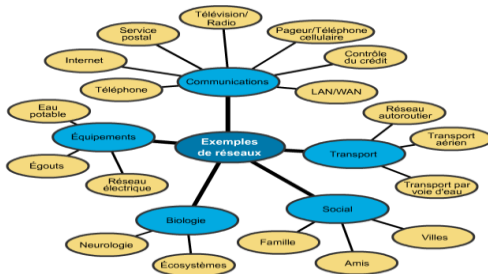 Télévision/
Radio
Service
postal
Pageur/Téléphone
cellulaire
Internet
Contrôle
du crédit
Communications
Téléphone
LAN/WAN
Eau
potable
Réseau
autoroutier
Équipements
Exemples
de réseaux
Transport
Transport
aérien
Égouts
Réseau
électrique
Transport par
voie d'eau
Biologie
Social
Neurologie
Famille
Villes
Écosystèmes
Amis